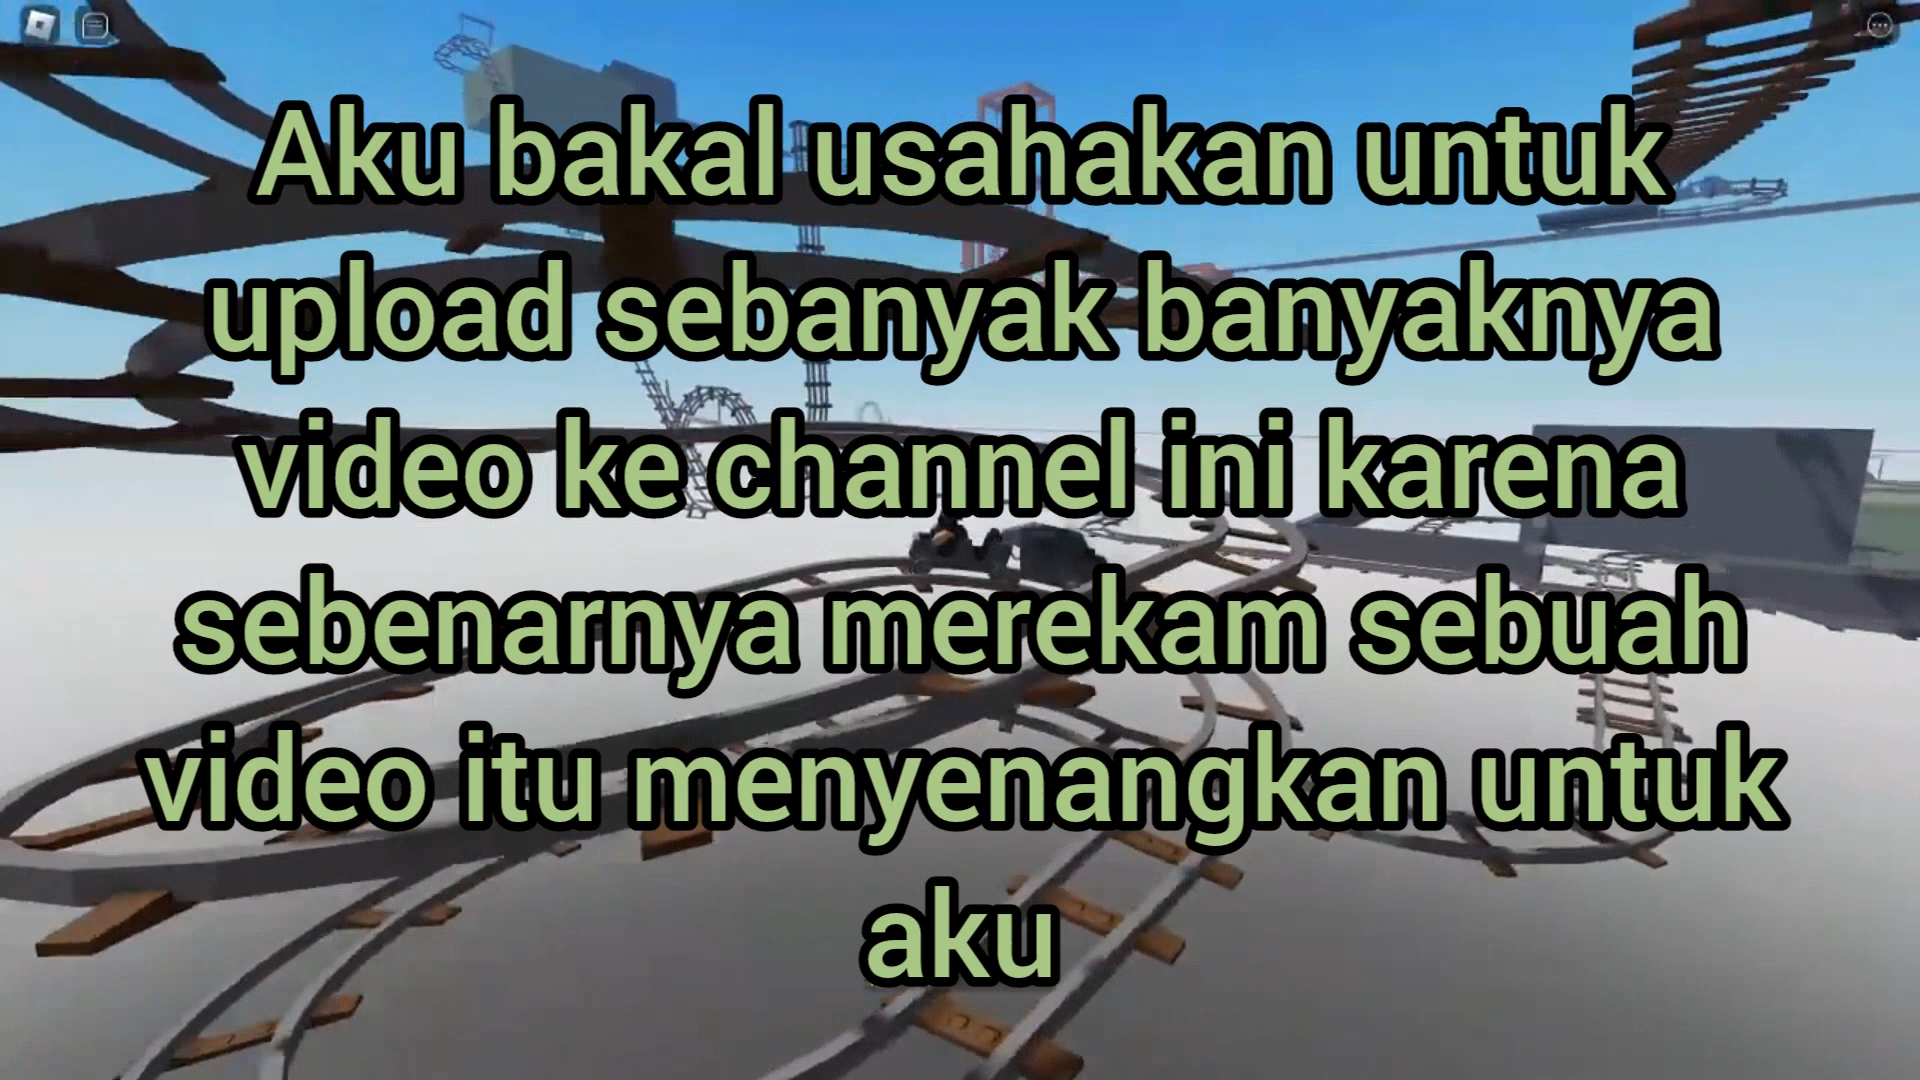 Aku bakal usahakan untuk
upload sebanyak banyaknya
video ke channel ini karena
sebenarnya merekam sebuah
video itu menyenangkan untuk
aku